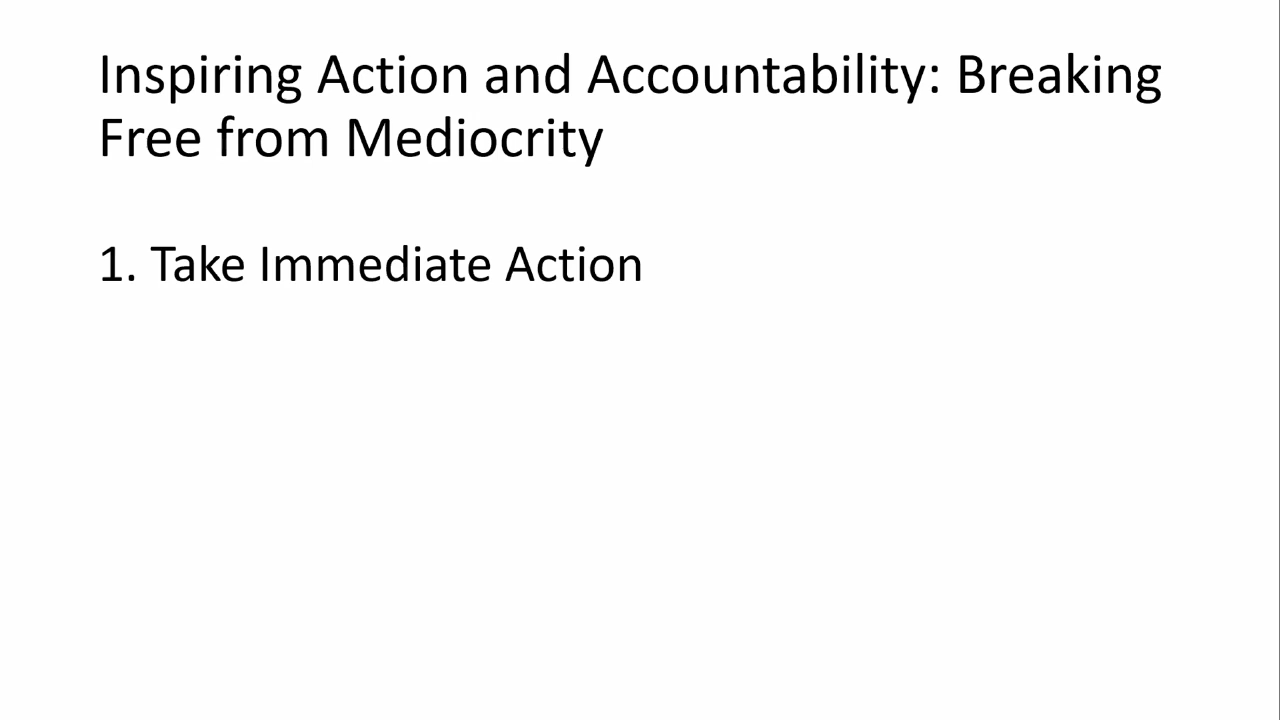 Inspiring Action and Accountability: Breaking
Free from Mediocrity
1. Take Immediate Action